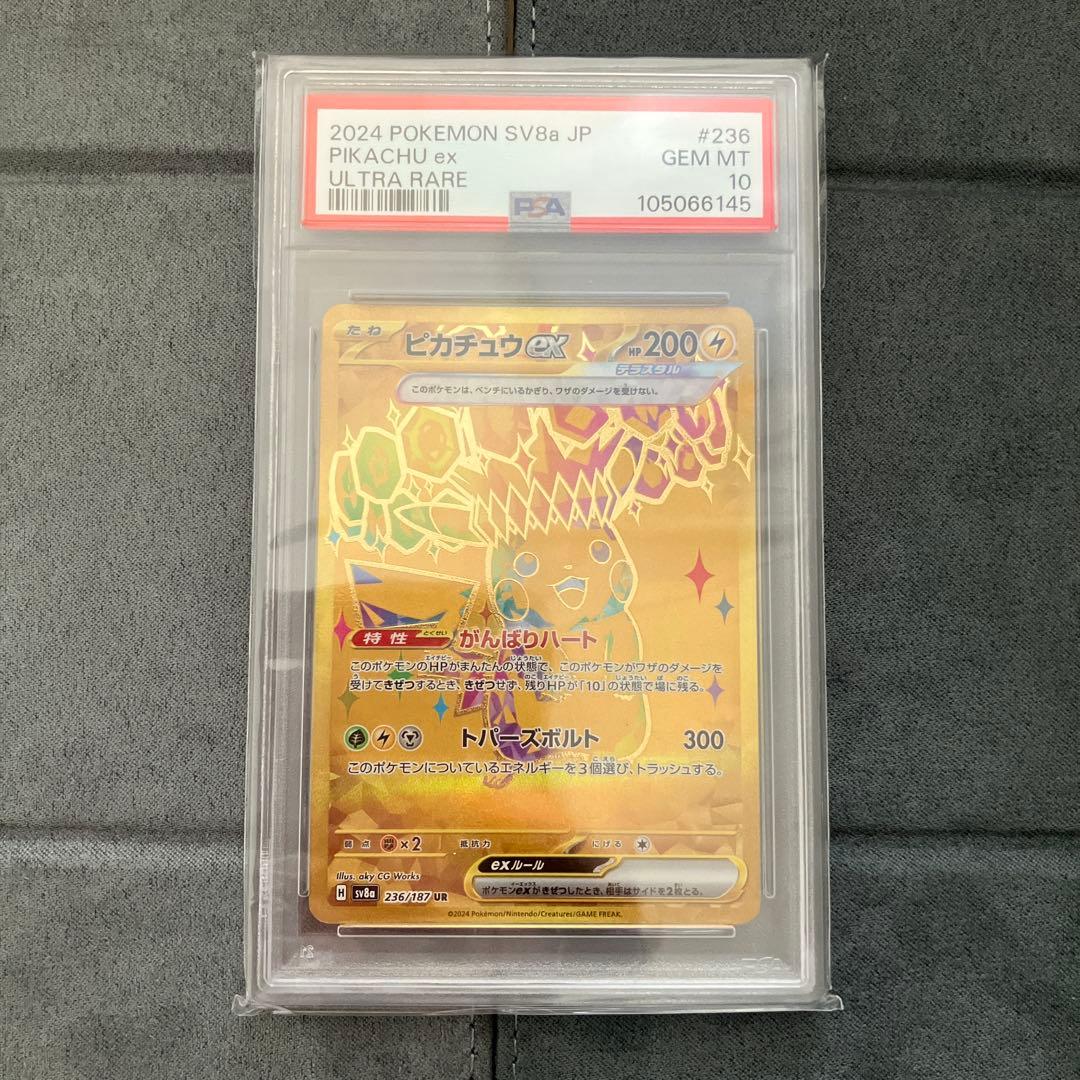 2024 POKEMON SV8a JP #236
PIKACHU ex GEM MT
ULTRA RARE 10
PSA 105066145
たね ピカチュウex HP200
テラスタル
このポケモンは、ベンチにいるかぎり、ワザのダメージを受けない。
特性 とくせい がんばりハート
このポケモンのHPがまんたんの状態で、このポケモンがワザのダメージを
受けてきぜつするとき、きぜつせず、残りHPが「10」の状態で場に残る。
トパーズボルト 300
このポケモンについているエネルギーを3個選び、トラッシュする。
弱点 ×2 抵抗力 にげる
exルール
ポケモンexがきぜつしたとき、相手はサイドを2枚とる。
Illus. aky CG Works
H sv8a 236/187 UR
©2024 Pokémon/Nintendo/Creatures/GAME FREAK.